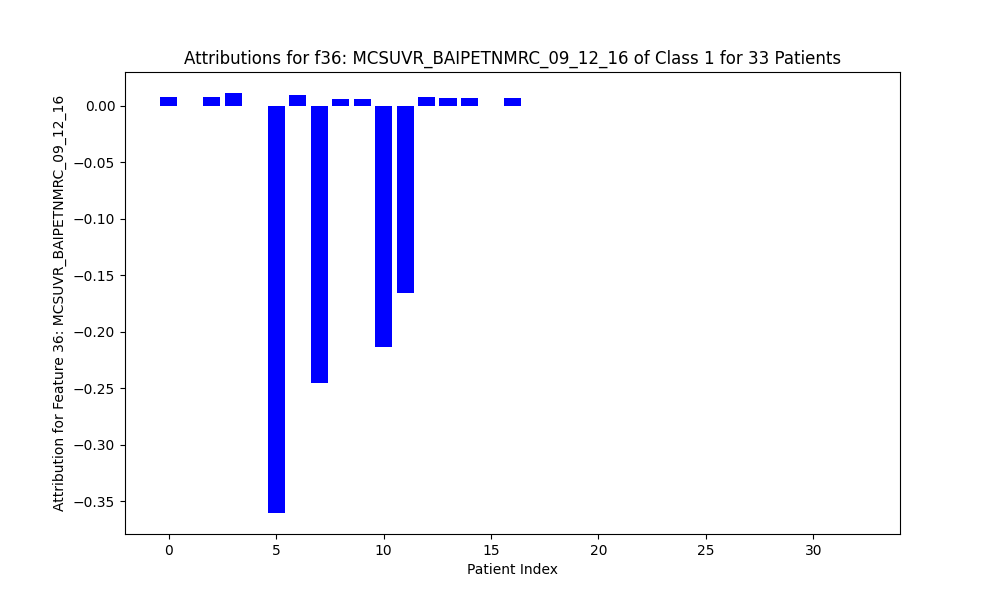 Attributions for f36: MCSUVR_BAIPETNMRC_09_12_16 of Class 1 for 33 Patients
Attribution for Feature 36: MCSUVR_BAIPETNMRC_09_12_16
0.00
−0.05
−0.10
−0.15
−0.20
−0.25
−0.30
−0.35
0 5 10 15 20 25 30
Patient Index